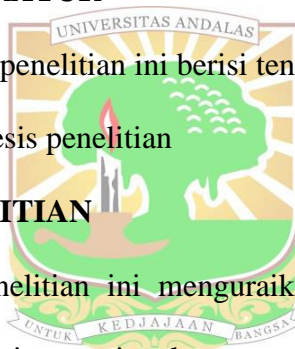 UNIVERSITAS ANDALAS
penelitian ini berisi ten
esis penelitian
ITIAN
nelitian ini menguraik
UNTUK KEDJAJAAN BANGSA